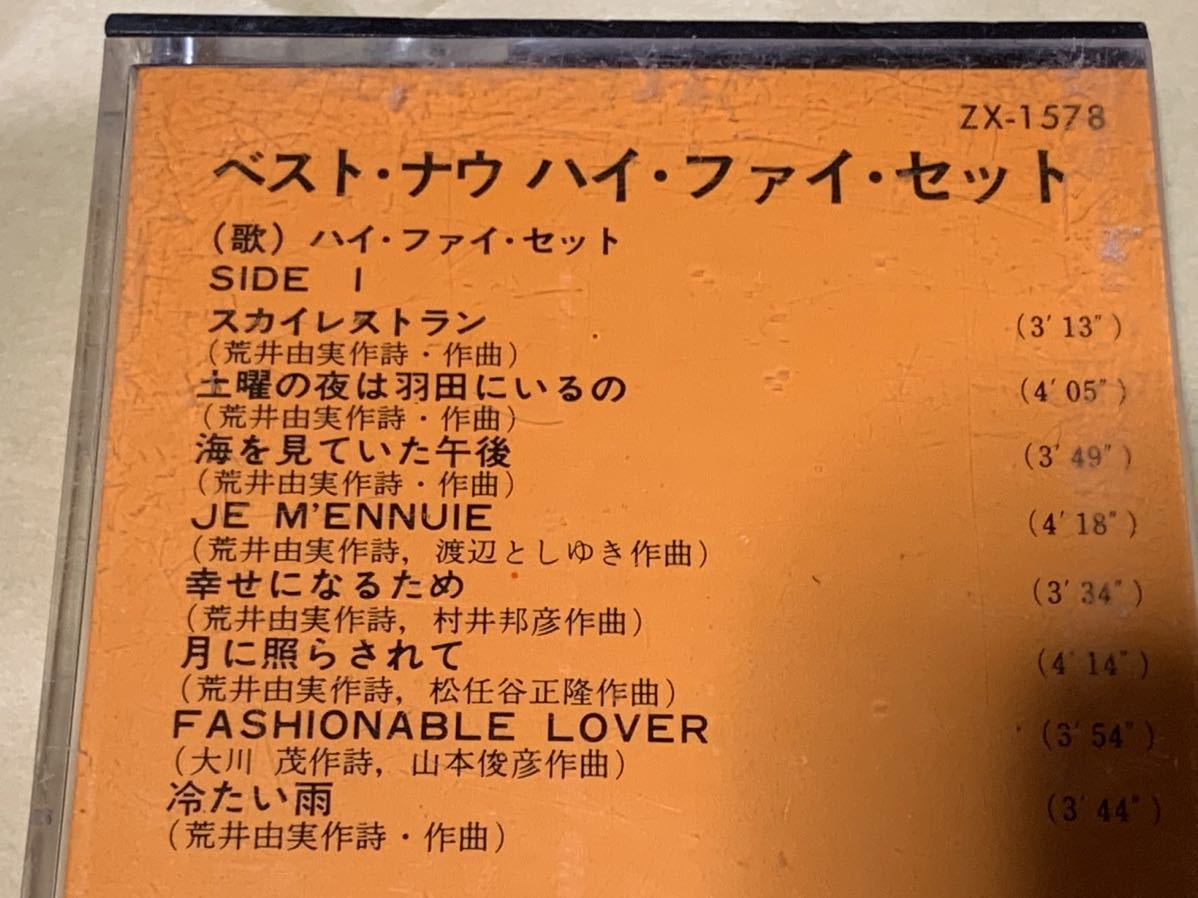 ZX-1578
ベスト・ナウ ハイ・ファイ・セット
(歌) ハイ・ファイ・セット
SIDE 1
スカイレストラン (3′13″)
(荒井由実作詩・作曲)
土曜の夜は羽田にいるの (4′05″)
(荒井由実作詩・作曲)
海を見ていた午後 (3′49″)
(荒井由実作詩・作曲)
JE M'ENNUIE (4′18″)
(荒井由実作詩, 渡辺としゆき作曲)
幸せになるため (3′34″)
(荒井由実作詩, 村井邦彦作曲)
月に照らされて (4′14″)
(荒井由実作詩, 松任谷正隆作曲)
FASHIONABLE LOVER (3′54″)
(大川 茂作詩, 山本俊彦作曲)
冷たい雨 (3′44″)
(荒井由実作詩・作曲)